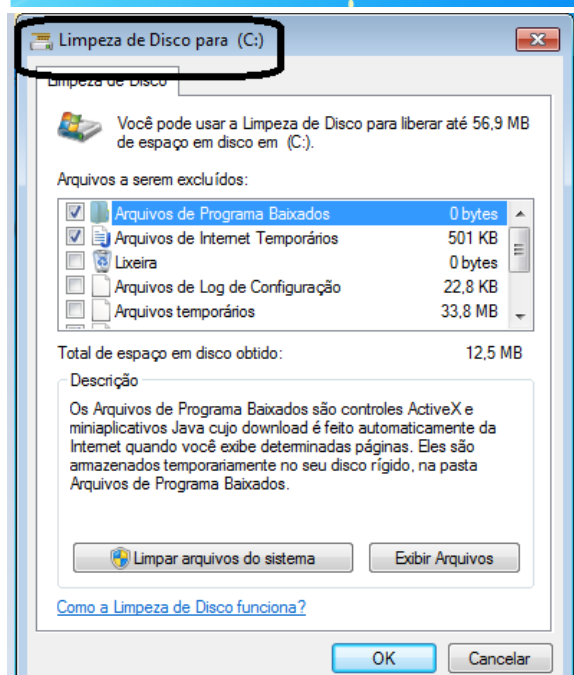 Limpeza de Disco para (C:)
Limpeza de Disco
Você pode usar a Limpeza de Disco para liberar até 56,9 MB
de espaço em disco em (C:).
Arquivos a serem excluídos:
Arquivos de Programa Baixados 0 bytes
Arquivos de Internet Temporários 501 KB
Lixeira 0 bytes
Arquivos de Log de Configuração 22,8 KB
Arquivos temporários 33,8 MB
Total de espaço em disco obtido: 12,5 MB
Descrição
Os Arquivos de Programa Baixados são controles ActiveX e
miniaplicativos Java cujo download é feito automaticamente da
Internet quando você exibe determinadas páginas. Eles são
armazenados temporariamente no seu disco rígido, na pasta
Arquivos de Programa Baixados.
Limpar arquivos do sistema Exibir Arquivos
Como a Limpeza de Disco funciona?
OK Cancelar